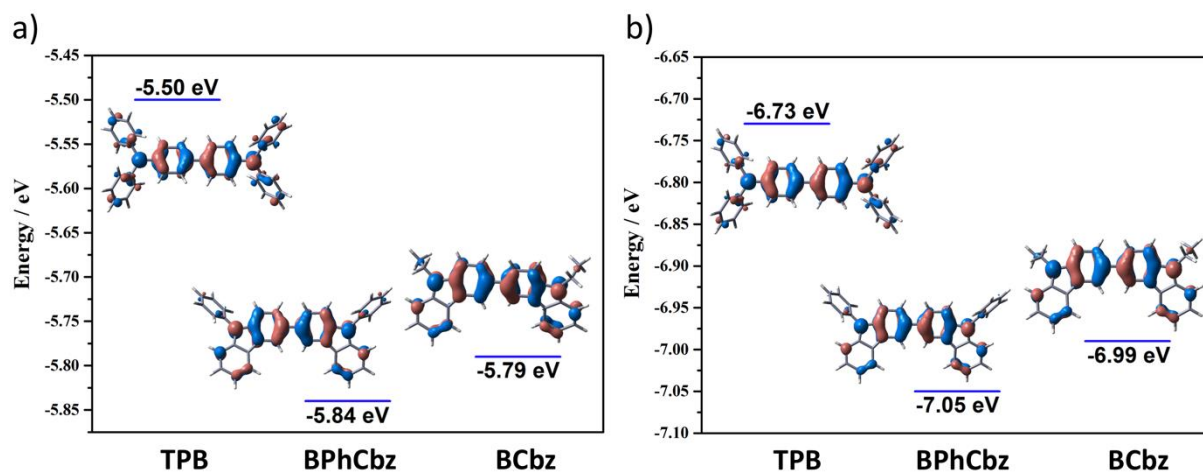 a)
Energy / eV
-5.45
-5.50
-5.55
-5.60
-5.65
-5.70
-5.75
-5.80
-5.85
-5.50 eV
-5.84 eV
-5.79 eV
TPB BPhCbz BCbz
b)
Energy / eV
-6.65
-6.70
-6.75
-6.80
-6.85
-6.90
-6.95
-7.00
-7.05
-7.10
-6.73 eV
-7.05 eV
-6.99 eV
TPB BPhCbz BCbz